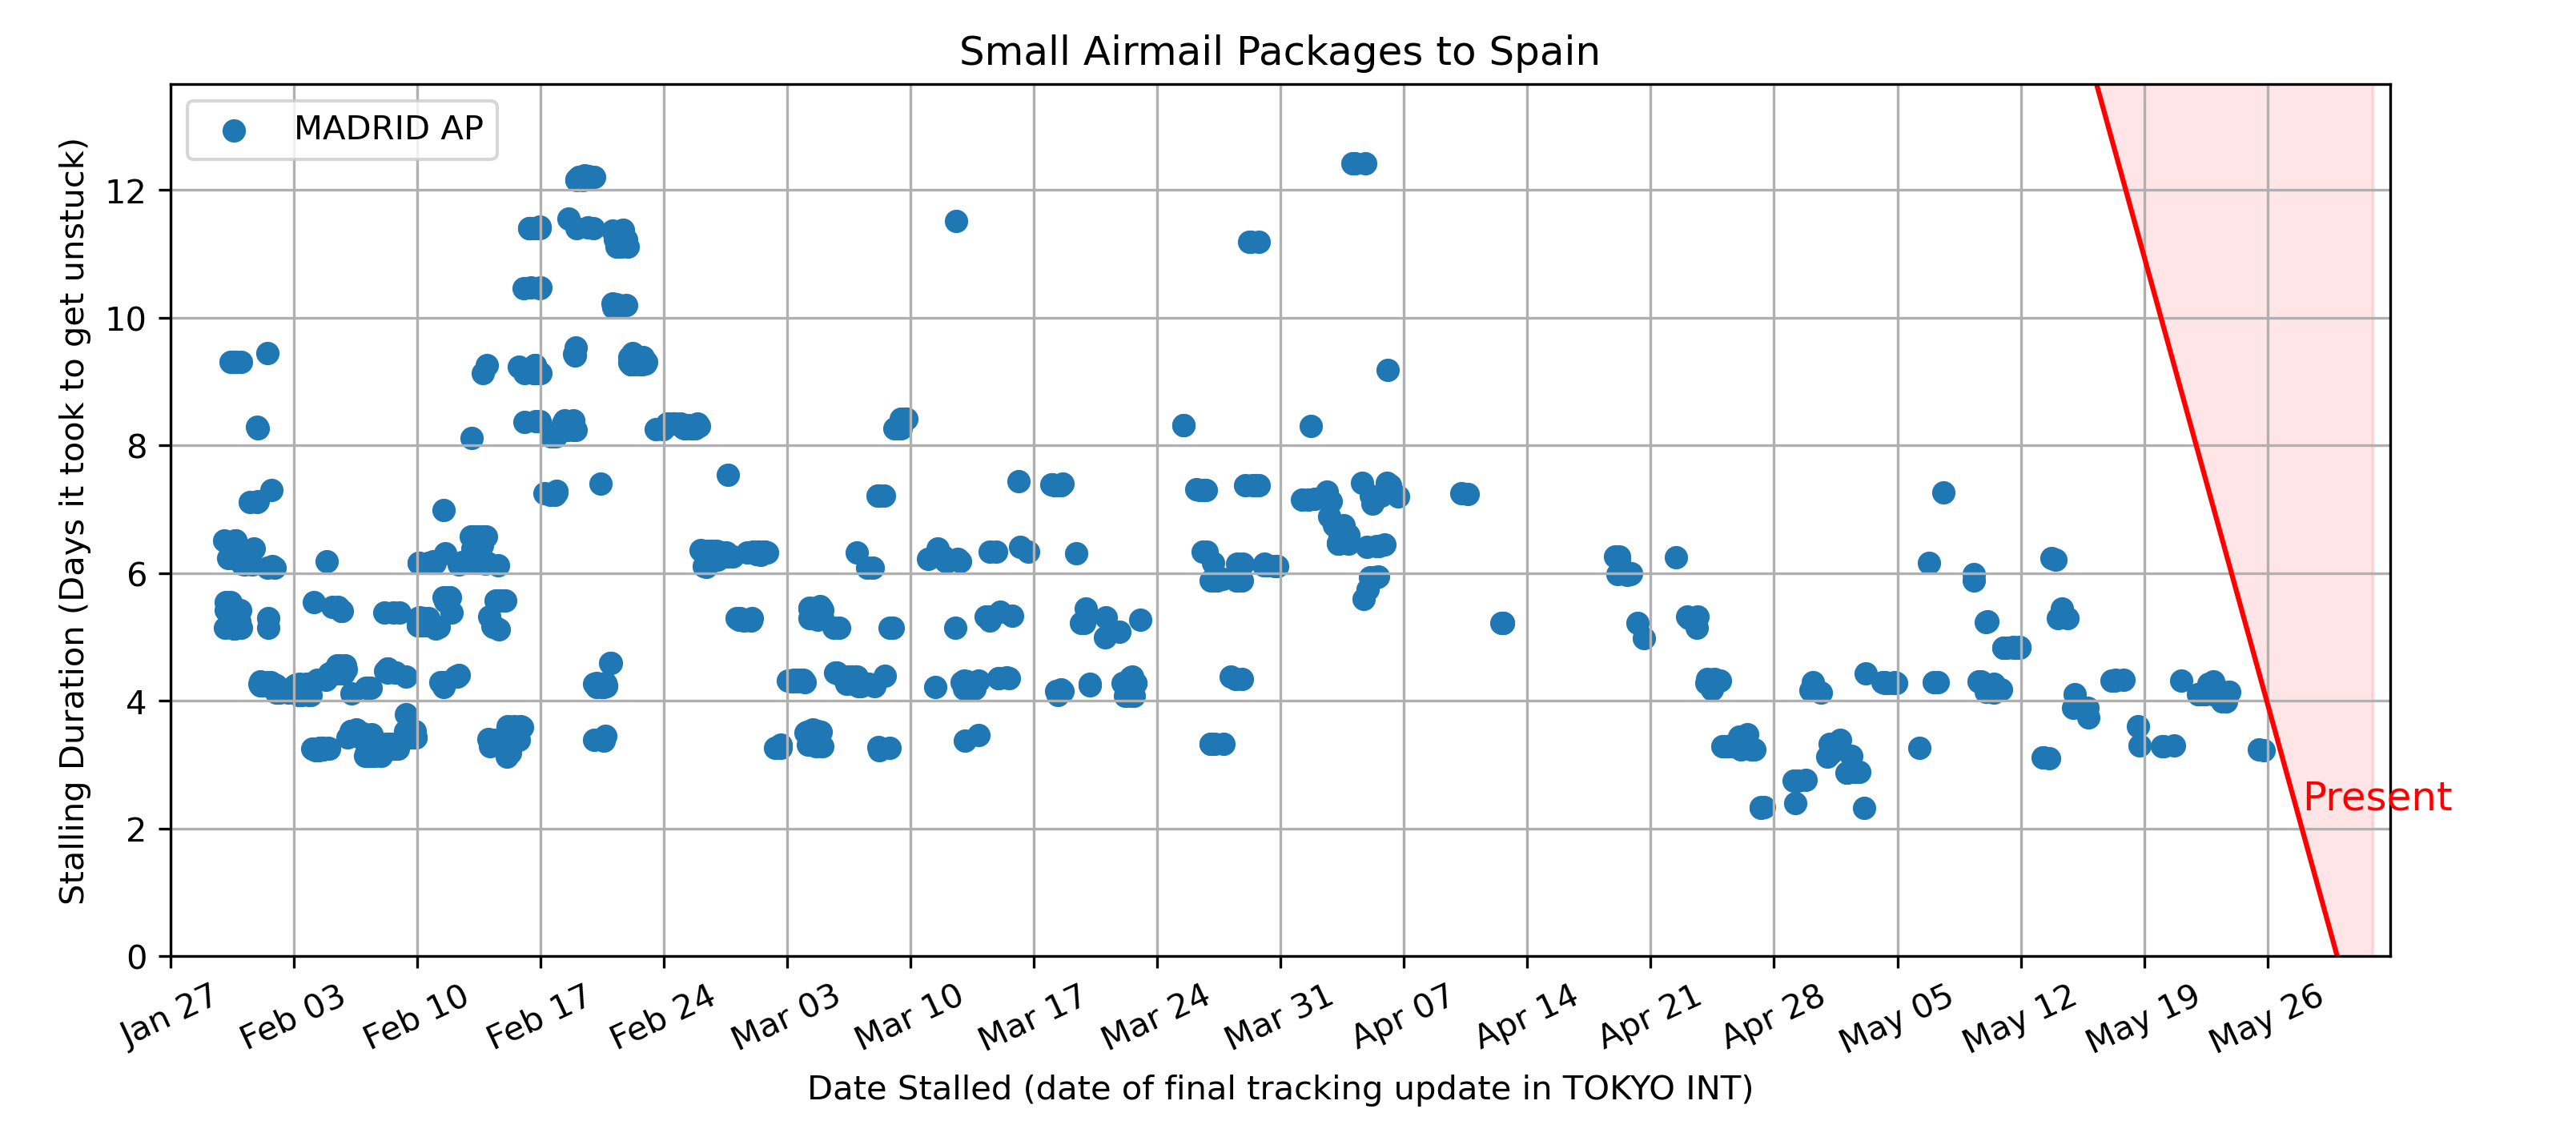 Small Airmail Packages to Spain
MADRID AP
Stalling Duration (Days it took to get unstuck)
12
10
8
6
4
2
0
Present
Jan 27
Feb 03
Feb 10
Feb 17
Feb 24
Mar 03
Mar 10
Mar 17
Mar 24
Mar 31
Apr 07
Apr 14
Apr 21
Apr 28
May 05
May 12
May 19
May 26
Date Stalled (date of final tracking update in TOKYO INT)